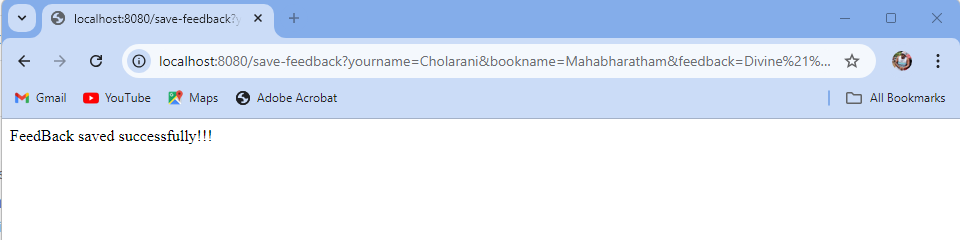 localhost:8080/save-feedback?y
localhost:8080/save-feedback?yourname=Cholarani&bookname=Mahabharatham&feedback=Divine%21%...
Gmail YouTube Maps Adobe Acrobat All Bookmarks
FeedBack saved successfully!!!